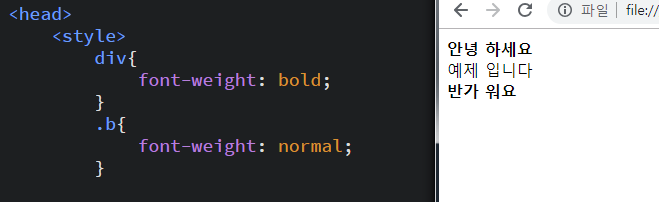 <head>
<style>
div{
font-weight: bold;
}
.b{
font-weight: normal;
}
파일 | file://
안녕 하세요
예제 입니다
반가 워요